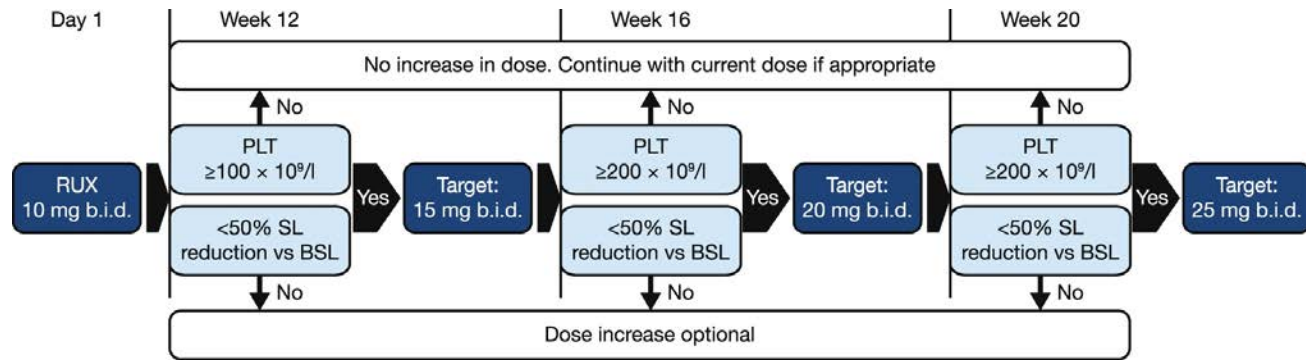 Day 1
Week 12
Week 16
Week 20
No increase in dose. Continue with current dose if appropriate
No
No
No
PLT
≥100 × 10⁹/l
PLT
≥200 × 10⁹/l
PLT
≥200 × 10⁹/l
RUX
10 mg b.i.d.
Yes
Target:
15 mg b.i.d.
Yes
Target:
20 mg b.i.d.
Yes
Target:
25 mg b.i.d.
<50% SL
reduction vs BSL
<50% SL
reduction vs BSL
<50% SL
reduction vs BSL
No
No
No
Dose increase optional